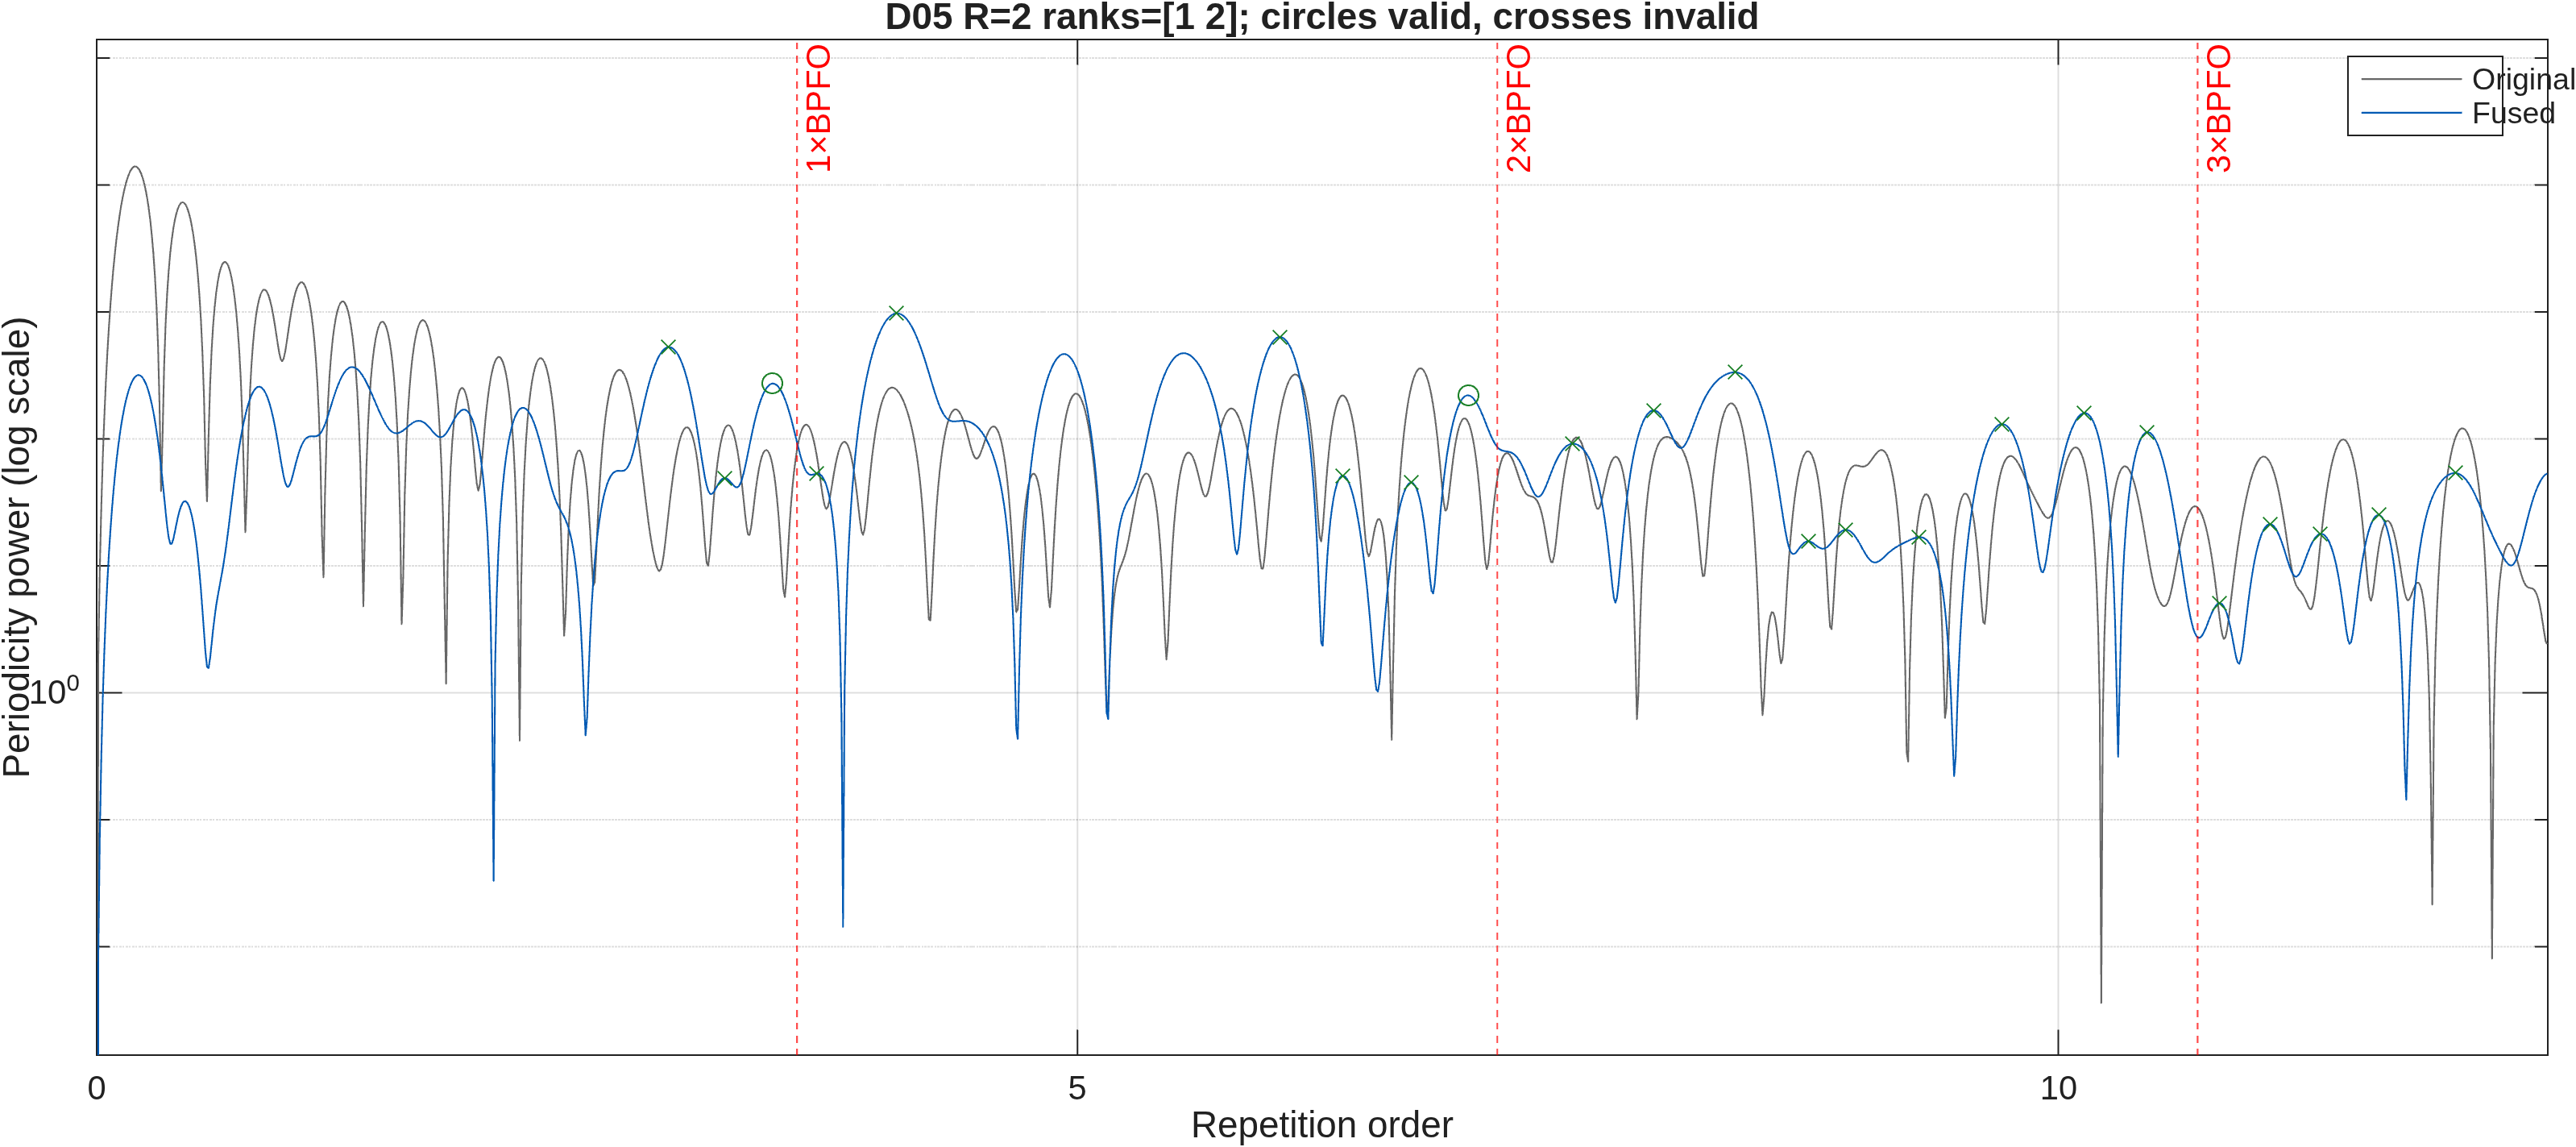 D05 R=2 ranks=[1 2]; circles valid, crosses invalid
Periodicity power (log scale)
10⁰
1×BPFO
2×BPFO
3×BPFO
Original
Fused
0
5
10
Repetition order